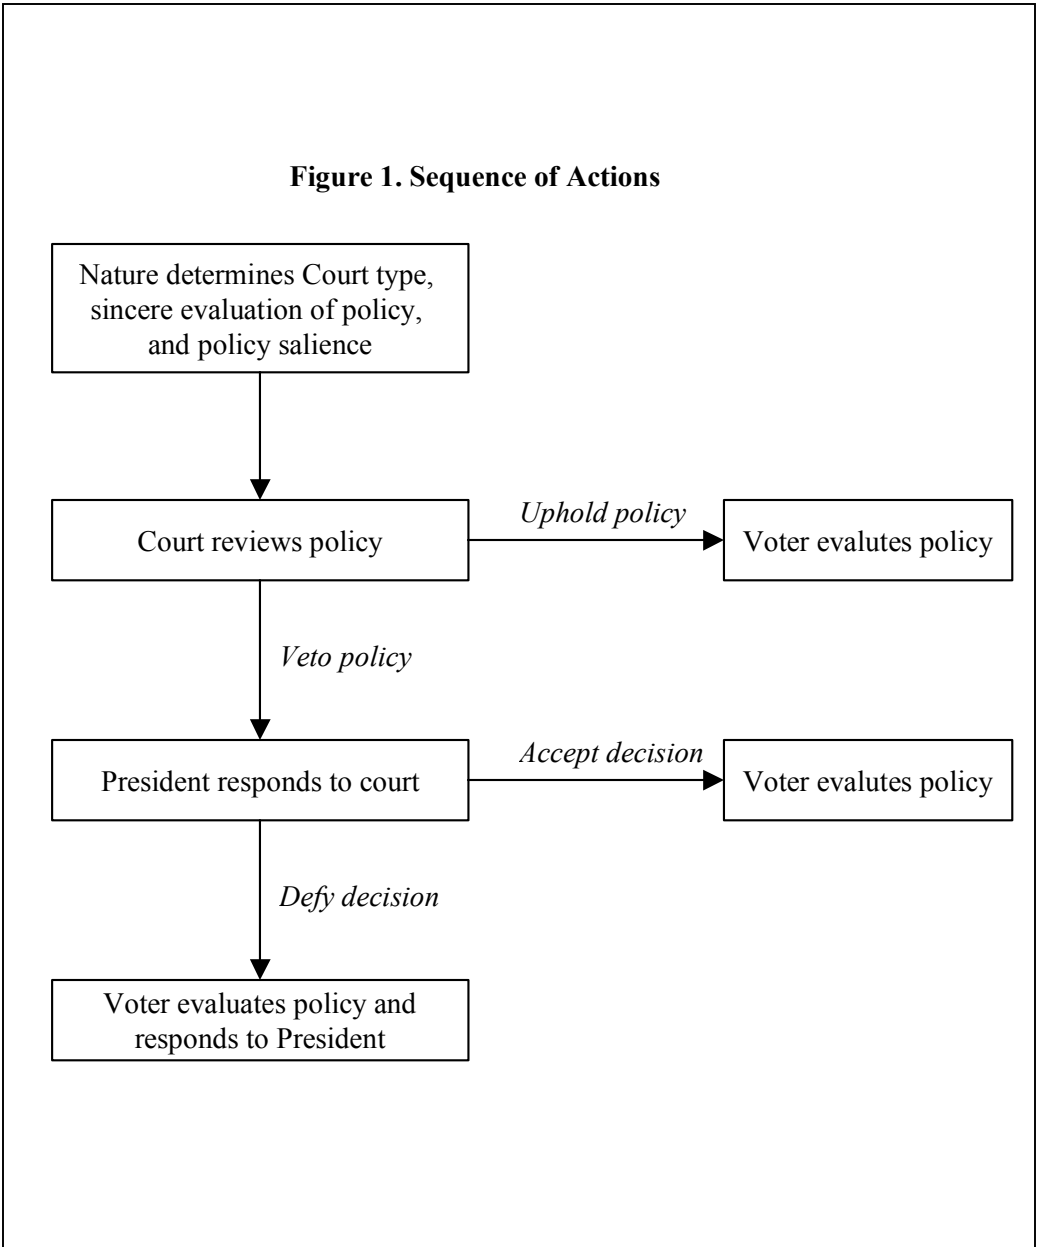 Figure 1. Sequence of Actions
Nature determines Court type,
sincere evaluation of policy,
and policy salience
Uphold policy
Court reviews policy
Voter evalutes policy
Veto policy
Accept decision
President responds to court
Voter evalutes policy
Defy decision
Voter evaluates policy and
responds to President